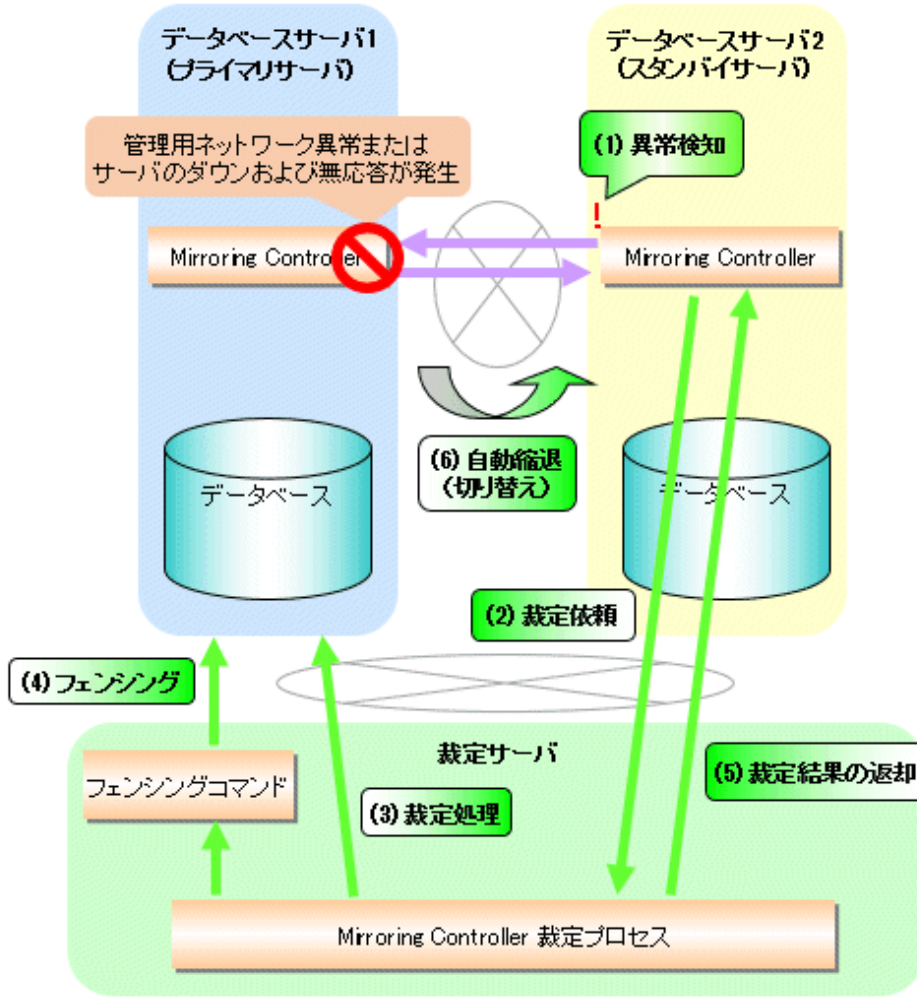 データベースサーバ1
(プライマリサーバ)
データベースサーバ2
(スタンバイサーバ)
管理用ネットワーク異常または
サーバのダウンおよび無応答が発生
(1) 異常検知
!
Mirroring Controller
Mirroring Controller
(6) 自動縮退
(切り替え)
データベース
データベース
(2) 裁定依頼
(4) フェンシング
裁定サーバ
フェンシングコマンド
(3) 裁定処理
(5) 裁定結果の返却
Mirroring Controller 裁定プロセス